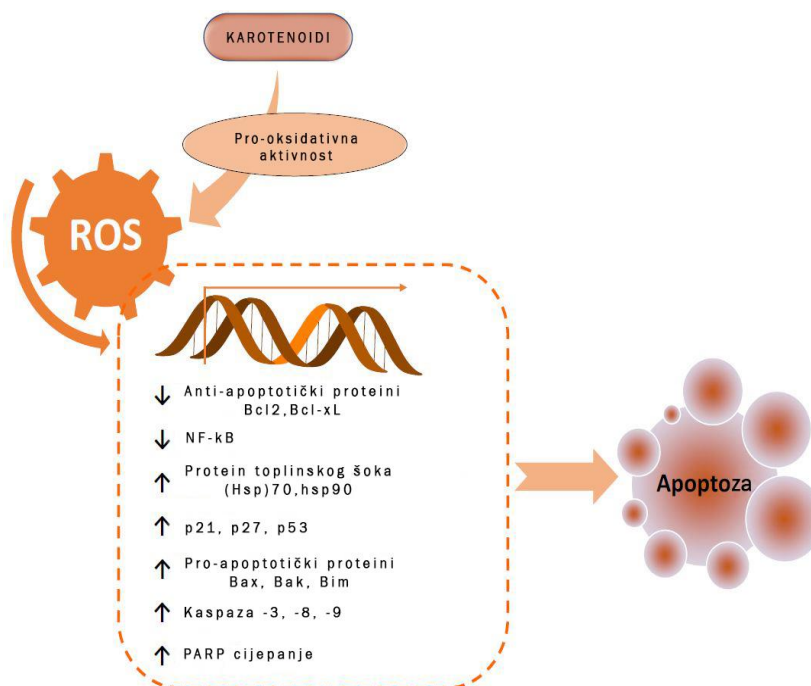 KAROTENOIDI
Pro-oksidativna
aktivnost
ROS
↓ Anti-apoptotički proteini
Bcl2,Bcl-xL
↓ NF-kB
↑ Protein toplinskog šoka
(Hsp)70,hsp90
↑ p21, p27, p53
↑ Pro-apoptotički proteini
Bax, Bak, Bim
↑ Kaspaza -3, -8, -9
↑ PARP cijepanje
Apoptoza